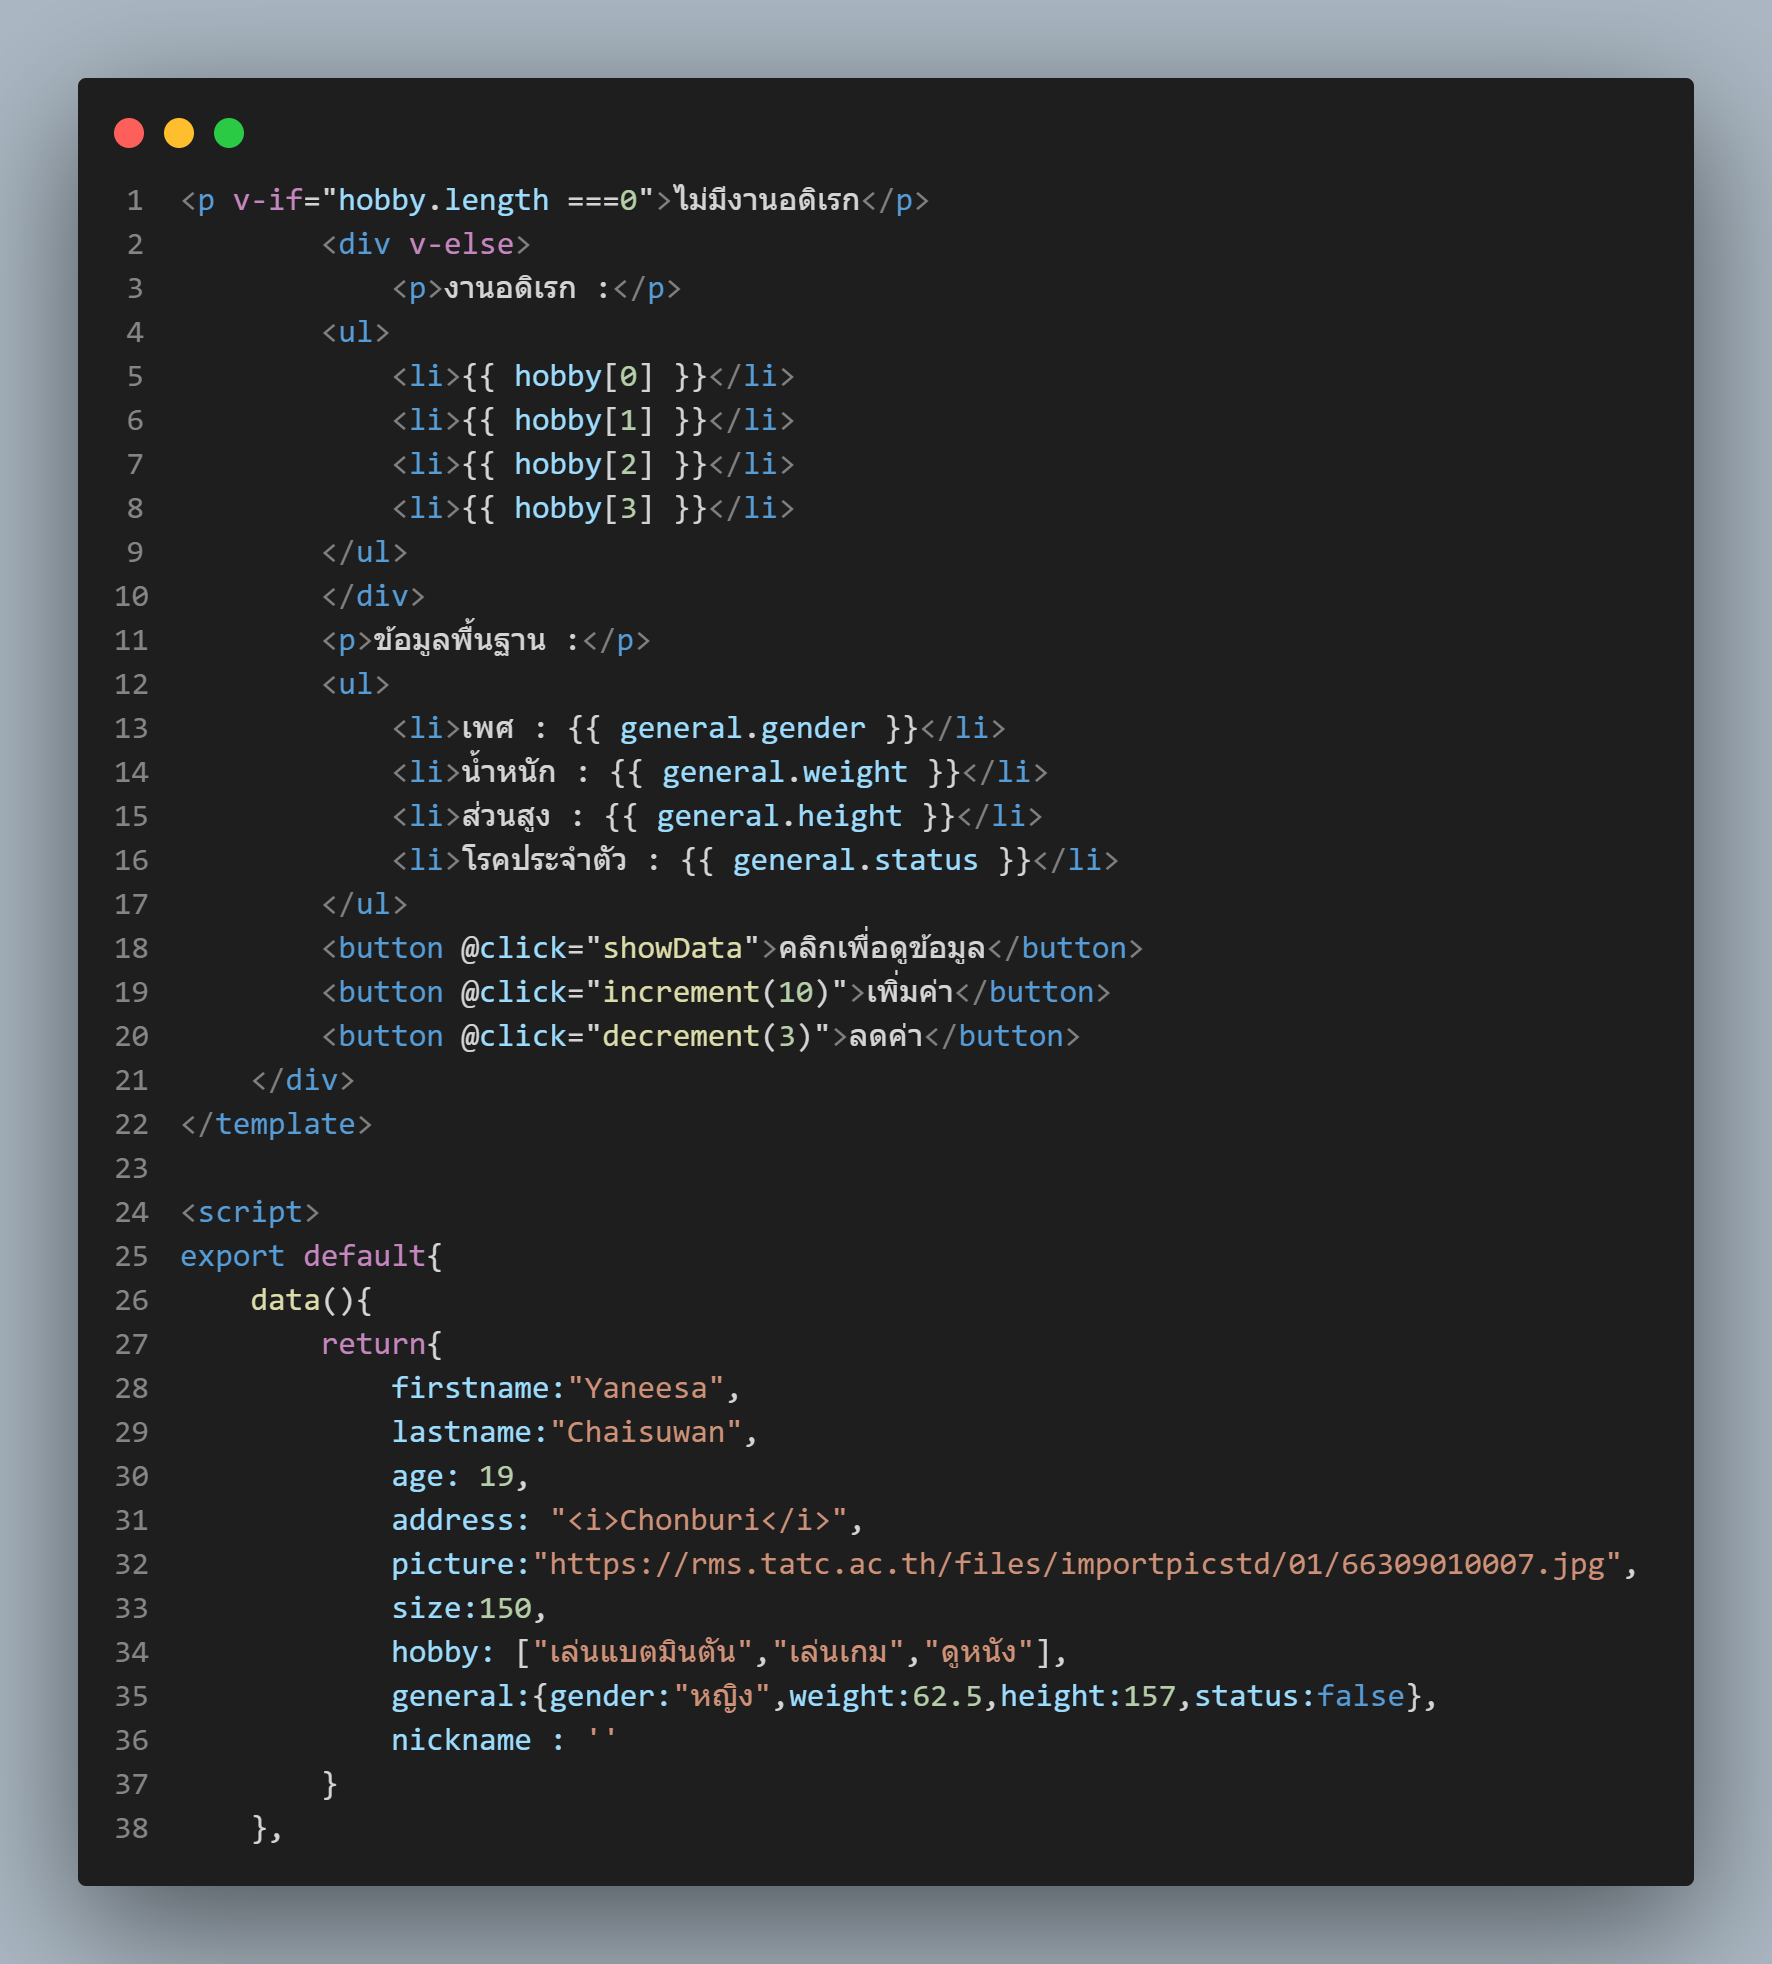 1 <p v-if="hobby.length ===0">ไม่มีงานอดิเรก</p>
2         <div v-else>
3             <p>งานอดิเรก :</p>
4         <ul>
5             <li>{{ hobby[0] }}</li>
6             <li>{{ hobby[1] }}</li>
7             <li>{{ hobby[2] }}</li>
8             <li>{{ hobby[3] }}</li>
9         </ul>
10         </div>
11         <p>ข้อมูลพื้นฐาน :</p>
12         <ul>
13             <li>เพศ : {{ general.gender }}</li>
14             <li>น้ำหนัก : {{ general.weight }}</li>
15             <li>ส่วนสูง : {{ general.height }}</li>
16             <li>โรคประจำตัว : {{ general.status }}</li>
17         </ul>
18         <button @click="showData">คลิกเพื่อดูข้อมูล</button>
19         <button @click="increment(10)">เพิ่มค่า</button>
20         <button @click="decrement(3)">ลดค่า</button>
21     </div>
22 </template>
23
24 <script>
25 export default{
26     data(){
27         return{
28             firstname:"Yaneesa",
29             lastname:"Chaisuwan",
30             age: 19,
31             address: "<i>Chonburi</i>",
32             picture:"https://rms.tatc.ac.th/files/importpicstd/01/66309010007.jpg",
33             size:150,
34             hobby: ["เล่นแบตมินตัน","เล่นเกม","ดูหนัง"],
35             general:{gender:"หญิง",weight:62.5,height:157,status:false},
36             nickname : ''
37         }
38     },